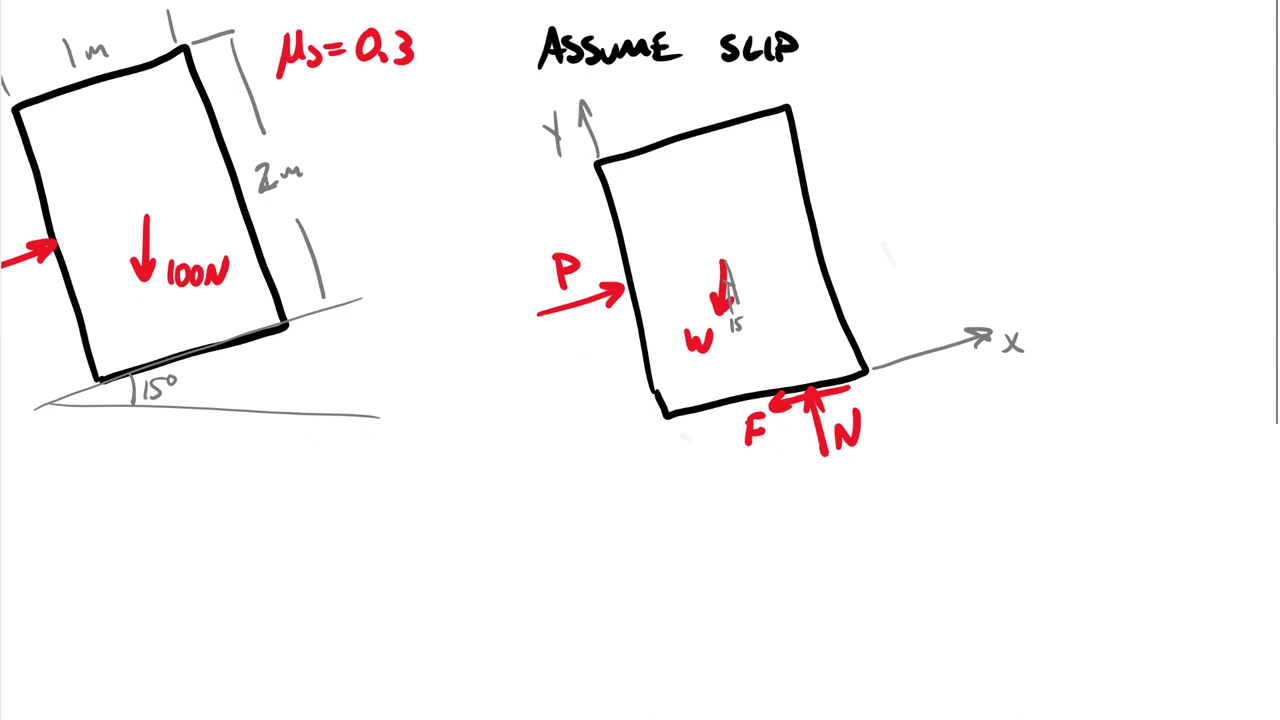 1m
μs = 0.3
ASSUME SLIP
Y
2m
P
100N
15
W
X
15°
F
N